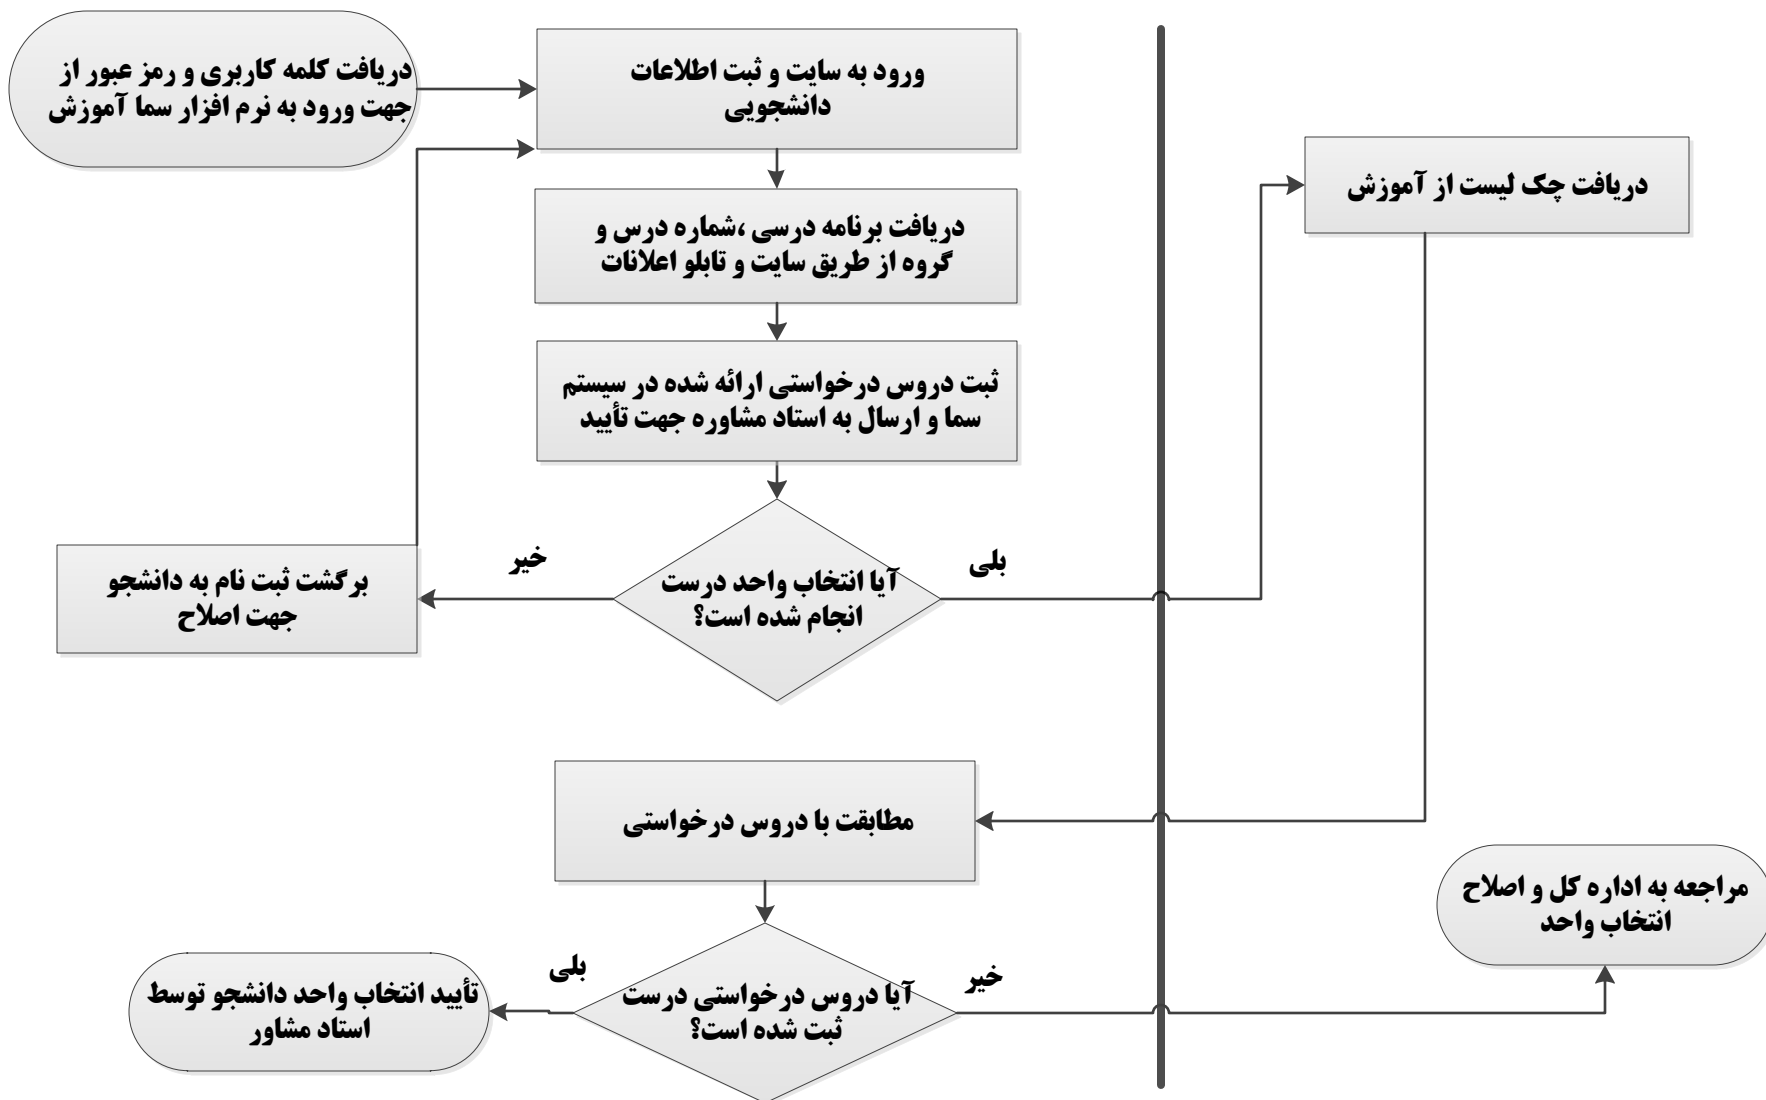 دریافت کلمه کاربری و رمز عبور از
جهت ورود به نرم افزار سما آموزش
ورود به سایت و ثبت اطلاعات
دانشجویی
دریافت برنامه درسی ،شماره درس و
گروه از طریق سایت و تابلو اعلانات
ثبت دروس درخواستی ارائه شده در سیستم
سما و ارسال به استاد مشاوره جهت تأیید
آیا انتخاب واحد درست
انجام شده است؟
خیر
بلی
برگشت ثبت نام به دانشجو
جهت اصلاح
دریافت چک لیست از آموزش
مطابقت با دروس درخواستی
آیا دروس درخواستی درست
ثبت شده است؟
بلی
خیر
تأیید انتخاب واحد دانشجو توسط
استاد مشاور
مراجعه به اداره کل و اصلاح
انتخاب واحد